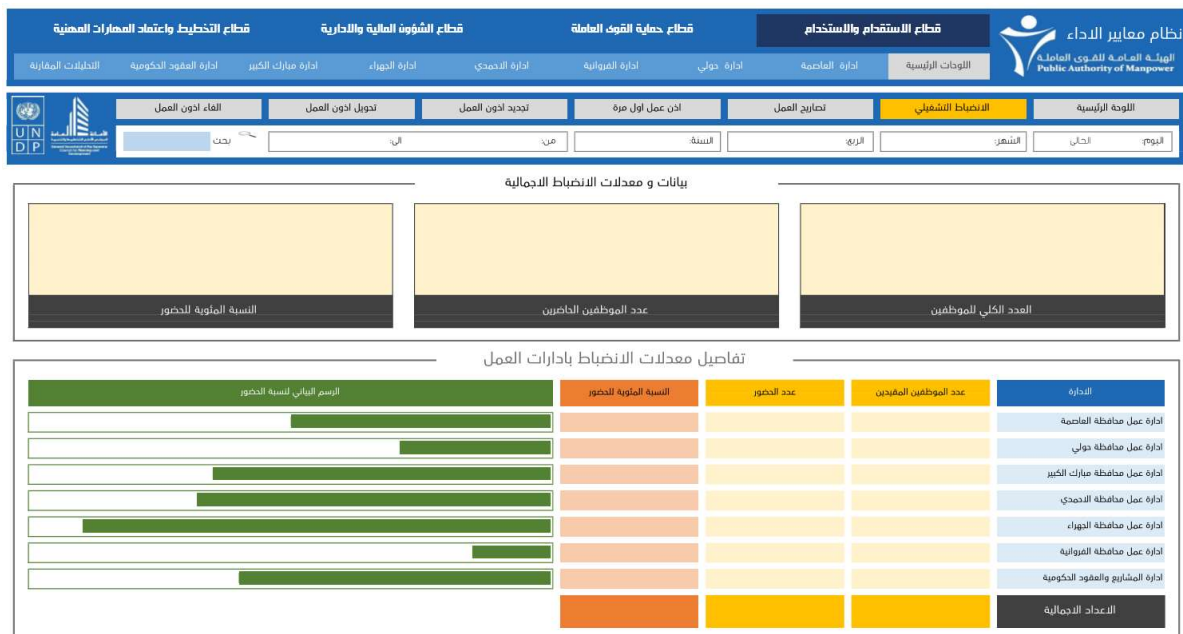 نظام معايير الاداء
الهيئـة العـامـة للقـوى العاملـة
Public Authority of Manpower
قطاع الاستقدام والاستخدام
قطاع حماية القوى العاملة
قطاع الشؤون المالية والادارية
قطاع التخطيط واعتماد المهارات المهنية
اللوحات الرئيسية
ادارة العاصمة
ادارة حولي
ادارة الفروانية
ادارة الاحمدي
ادارة الجهراء
ادارة مبارك الكبير
ادارة العقود الحكومية
التحليلات المقارنة
اللوحة الرئيسية
الانضباط التشغيلي
تصاريح العمل
اذن عمل اول مرة
تجديد اذون العمل
تحويل اذون العمل
الغاء اذون العمل
اليوم: الحالي
الشهر:
الربع:
السنة:
من:
الى:
بحث
UN
DP
بيانات و معدلات الانضباط الاجمالية
العدد الكلي للموظفين
عدد الموظفين الحاضرين
النسبة المئوية للحضور
تفاصيل معدلات الانضباط بادارات العمل
الادارة
عدد الموظفين المقيدين
عدد الحضور
النسبة المئوية للحضور
الرسم البياني لنسبة الحضور
ادارة عمل محافظة العاصمة
ادارة عمل محافظة حولي
ادارة عمل محافظة مبارك الكبير
ادارة عمل محافظة الاحمدي
ادارة عمل محافظة الجهراء
ادارة عمل محافظة الفروانية
ادارة المشاريع والعقود الحكومية
الاعداد الاجمالية